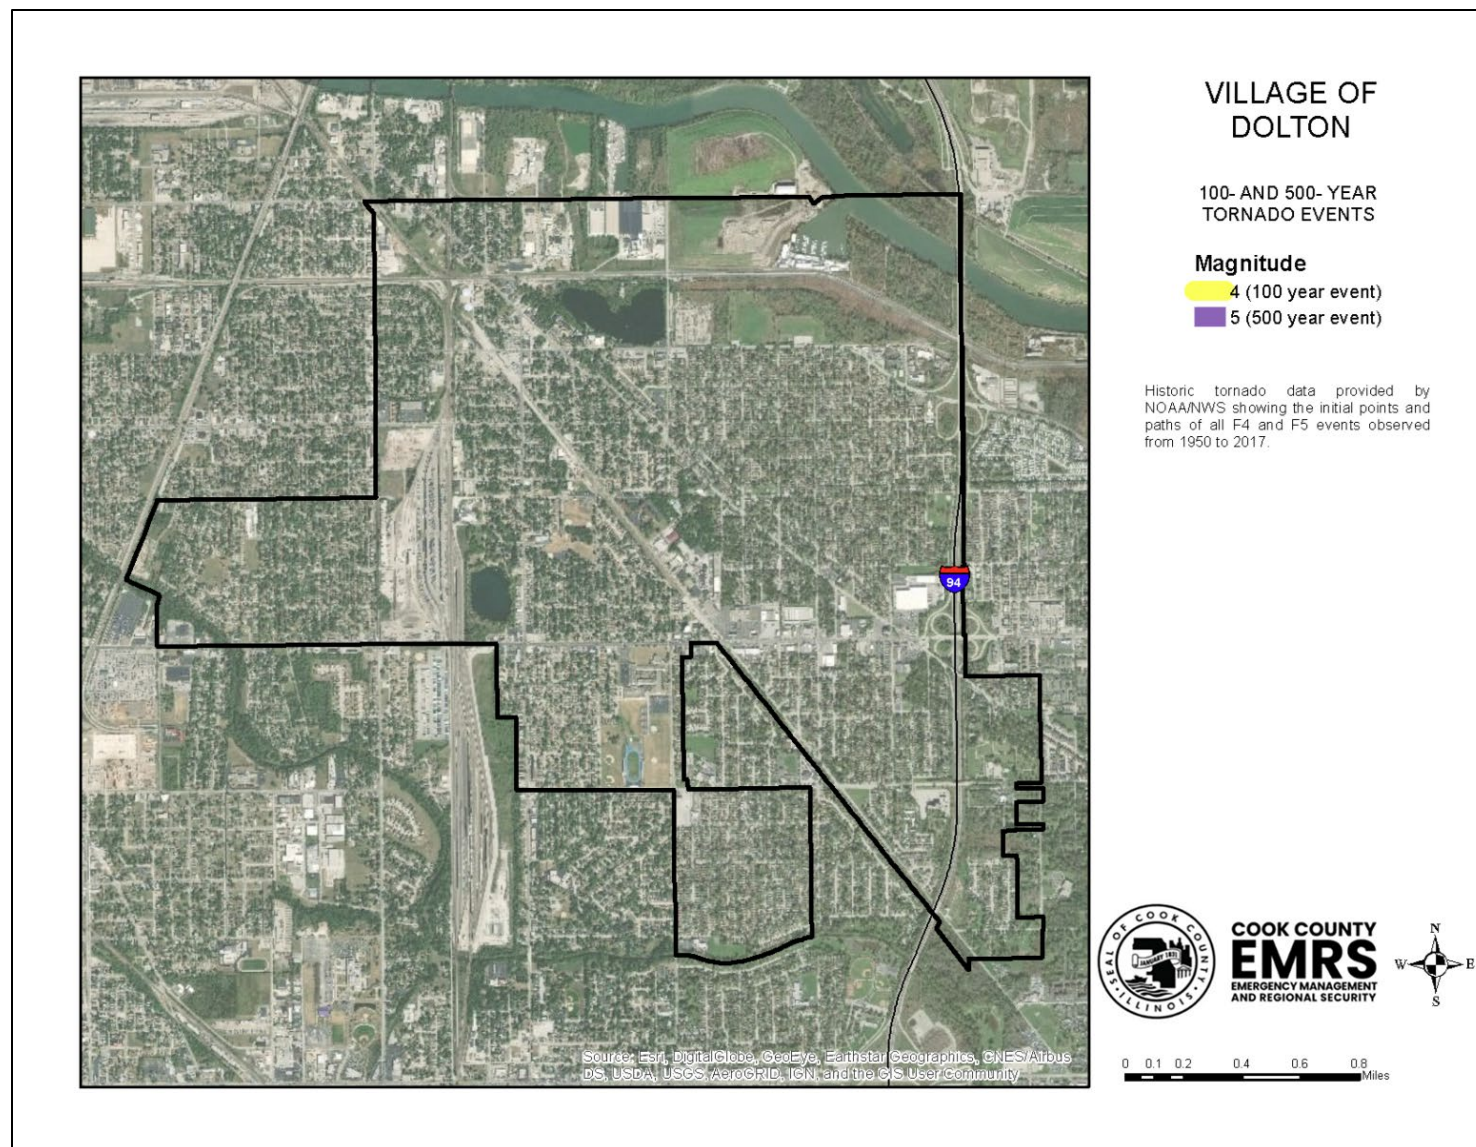 VILLAGE OF
DOLTON
100- AND 500- YEAR
TORNADO EVENTS
Magnitude
4 (100 year event)
5 (500 year event)
Historic tornado data provided by
NOAA/NWS showing the initial points and
paths of all F4 and F5 events observed
from 1950 to 2017.
94
SEAL OF COOK COUNTY
JANUARY 1831
ILLINOIS
COOK COUNTY
EMRS
EMERGENCY MANAGEMENT
AND REGIONAL SECURITY
N
W E
S
Source: Esri, DigitalGlobe, GeoEye, Earthstar Geographics, CNES/Airbus
DS, USDA, USGS, AeroGRID, IGN, and the GIS User Community
0 0.1 0.2 0.4 0.6 0.8
Miles